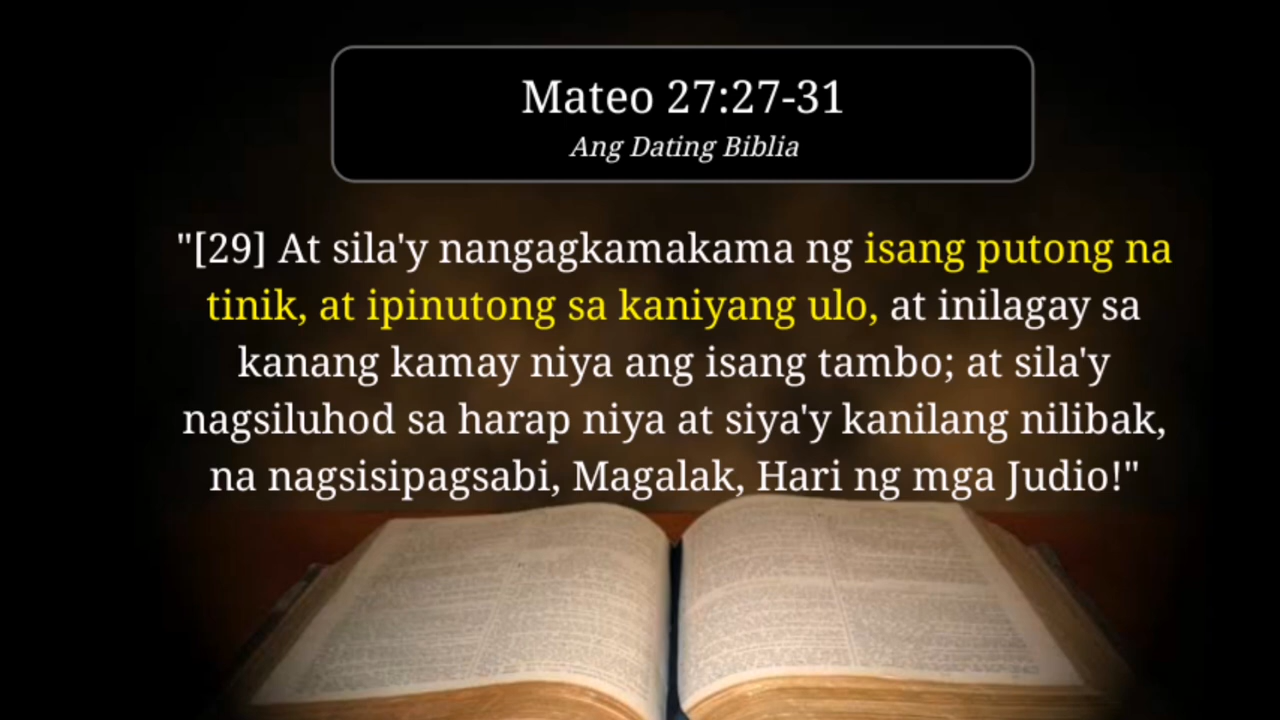 Mateo 27:27-31
Ang Dating Biblia
"[29] At sila'y nangagkamakama ng isang putong na
tinik, at ipinutong sa kaniyang ulo, at inilagay sa
kanang kamay niya ang isang tambo; at sila'y
nagsiluhod sa harap niya at siya'y kanilang nilibak,
na nagsisipagsabi, Magalak, Hari ng mga Judio!"